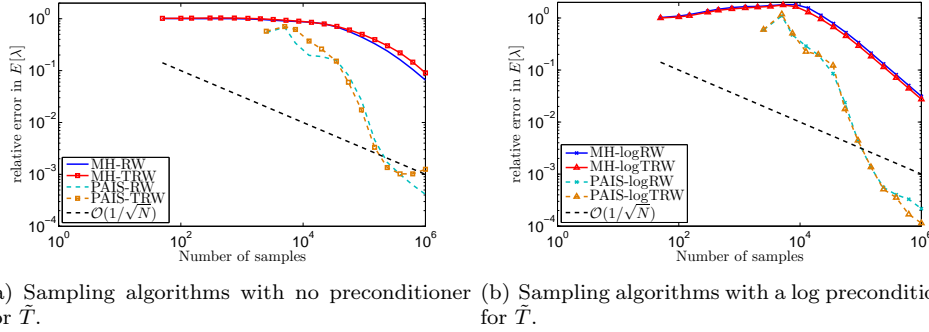 10^0
10^-1
10^-2
10^-3
10^-4
relative error in E[λ]
MH-RW
MH-TRW
PAIS-RW
PAIS-TRW
O(1/√N)
10^0
10^2
10^4
10^6
Number of samples
10^0
10^-1
10^-2
10^-3
10^-4
relative error in E[λ]
MH-logRW
MH-logTRW
PAIS-logRW
PAIS-logTRW
O(1/√N)
10^0
10^2
10^4
10^6
Number of samples
) Sampling algorithms with no preconditioner
or T̃.
(b) Sampling algorithms with a log preconditio
for T̃.